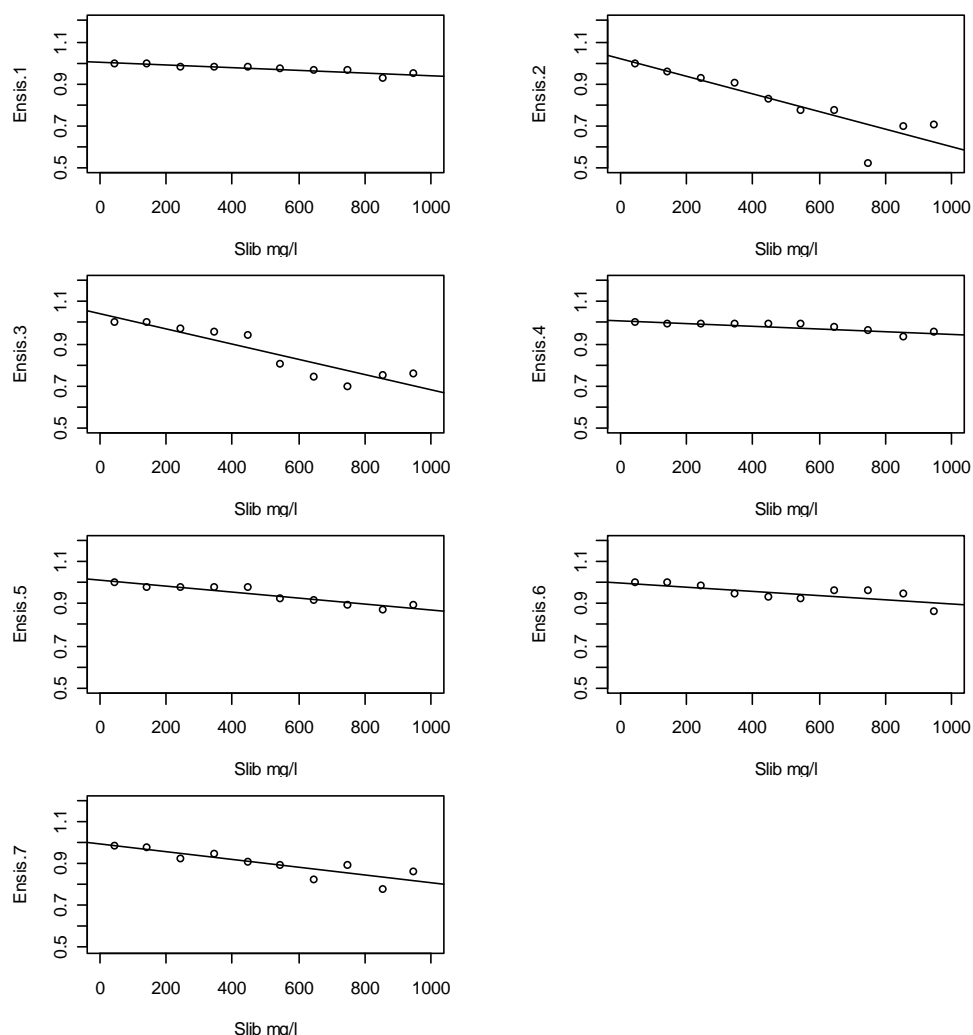 Ensis.1
0.5 0.7 0.9 1.1
0 200 400 600 800 1000
Slib mg/l
Ensis.2
0.5 0.7 0.9 1.1
0 200 400 600 800 1000
Slib mg/l
Ensis.3
0.5 0.7 0.9 1.1
0 200 400 600 800 1000
Slib mg/l
Ensis.4
0.5 0.7 0.9 1.1
0 200 400 600 800 1000
Slib mg/l
Ensis.5
0.5 0.7 0.9 1.1
0 200 400 600 800 1000
Slib mg/l
Ensis.6
0.5 0.7 0.9 1.1
0 200 400 600 800 1000
Slib mg/l
Ensis.7
0.5 0.7 0.9 1.1
0 200 400 600 800 1000
Slib mg/l